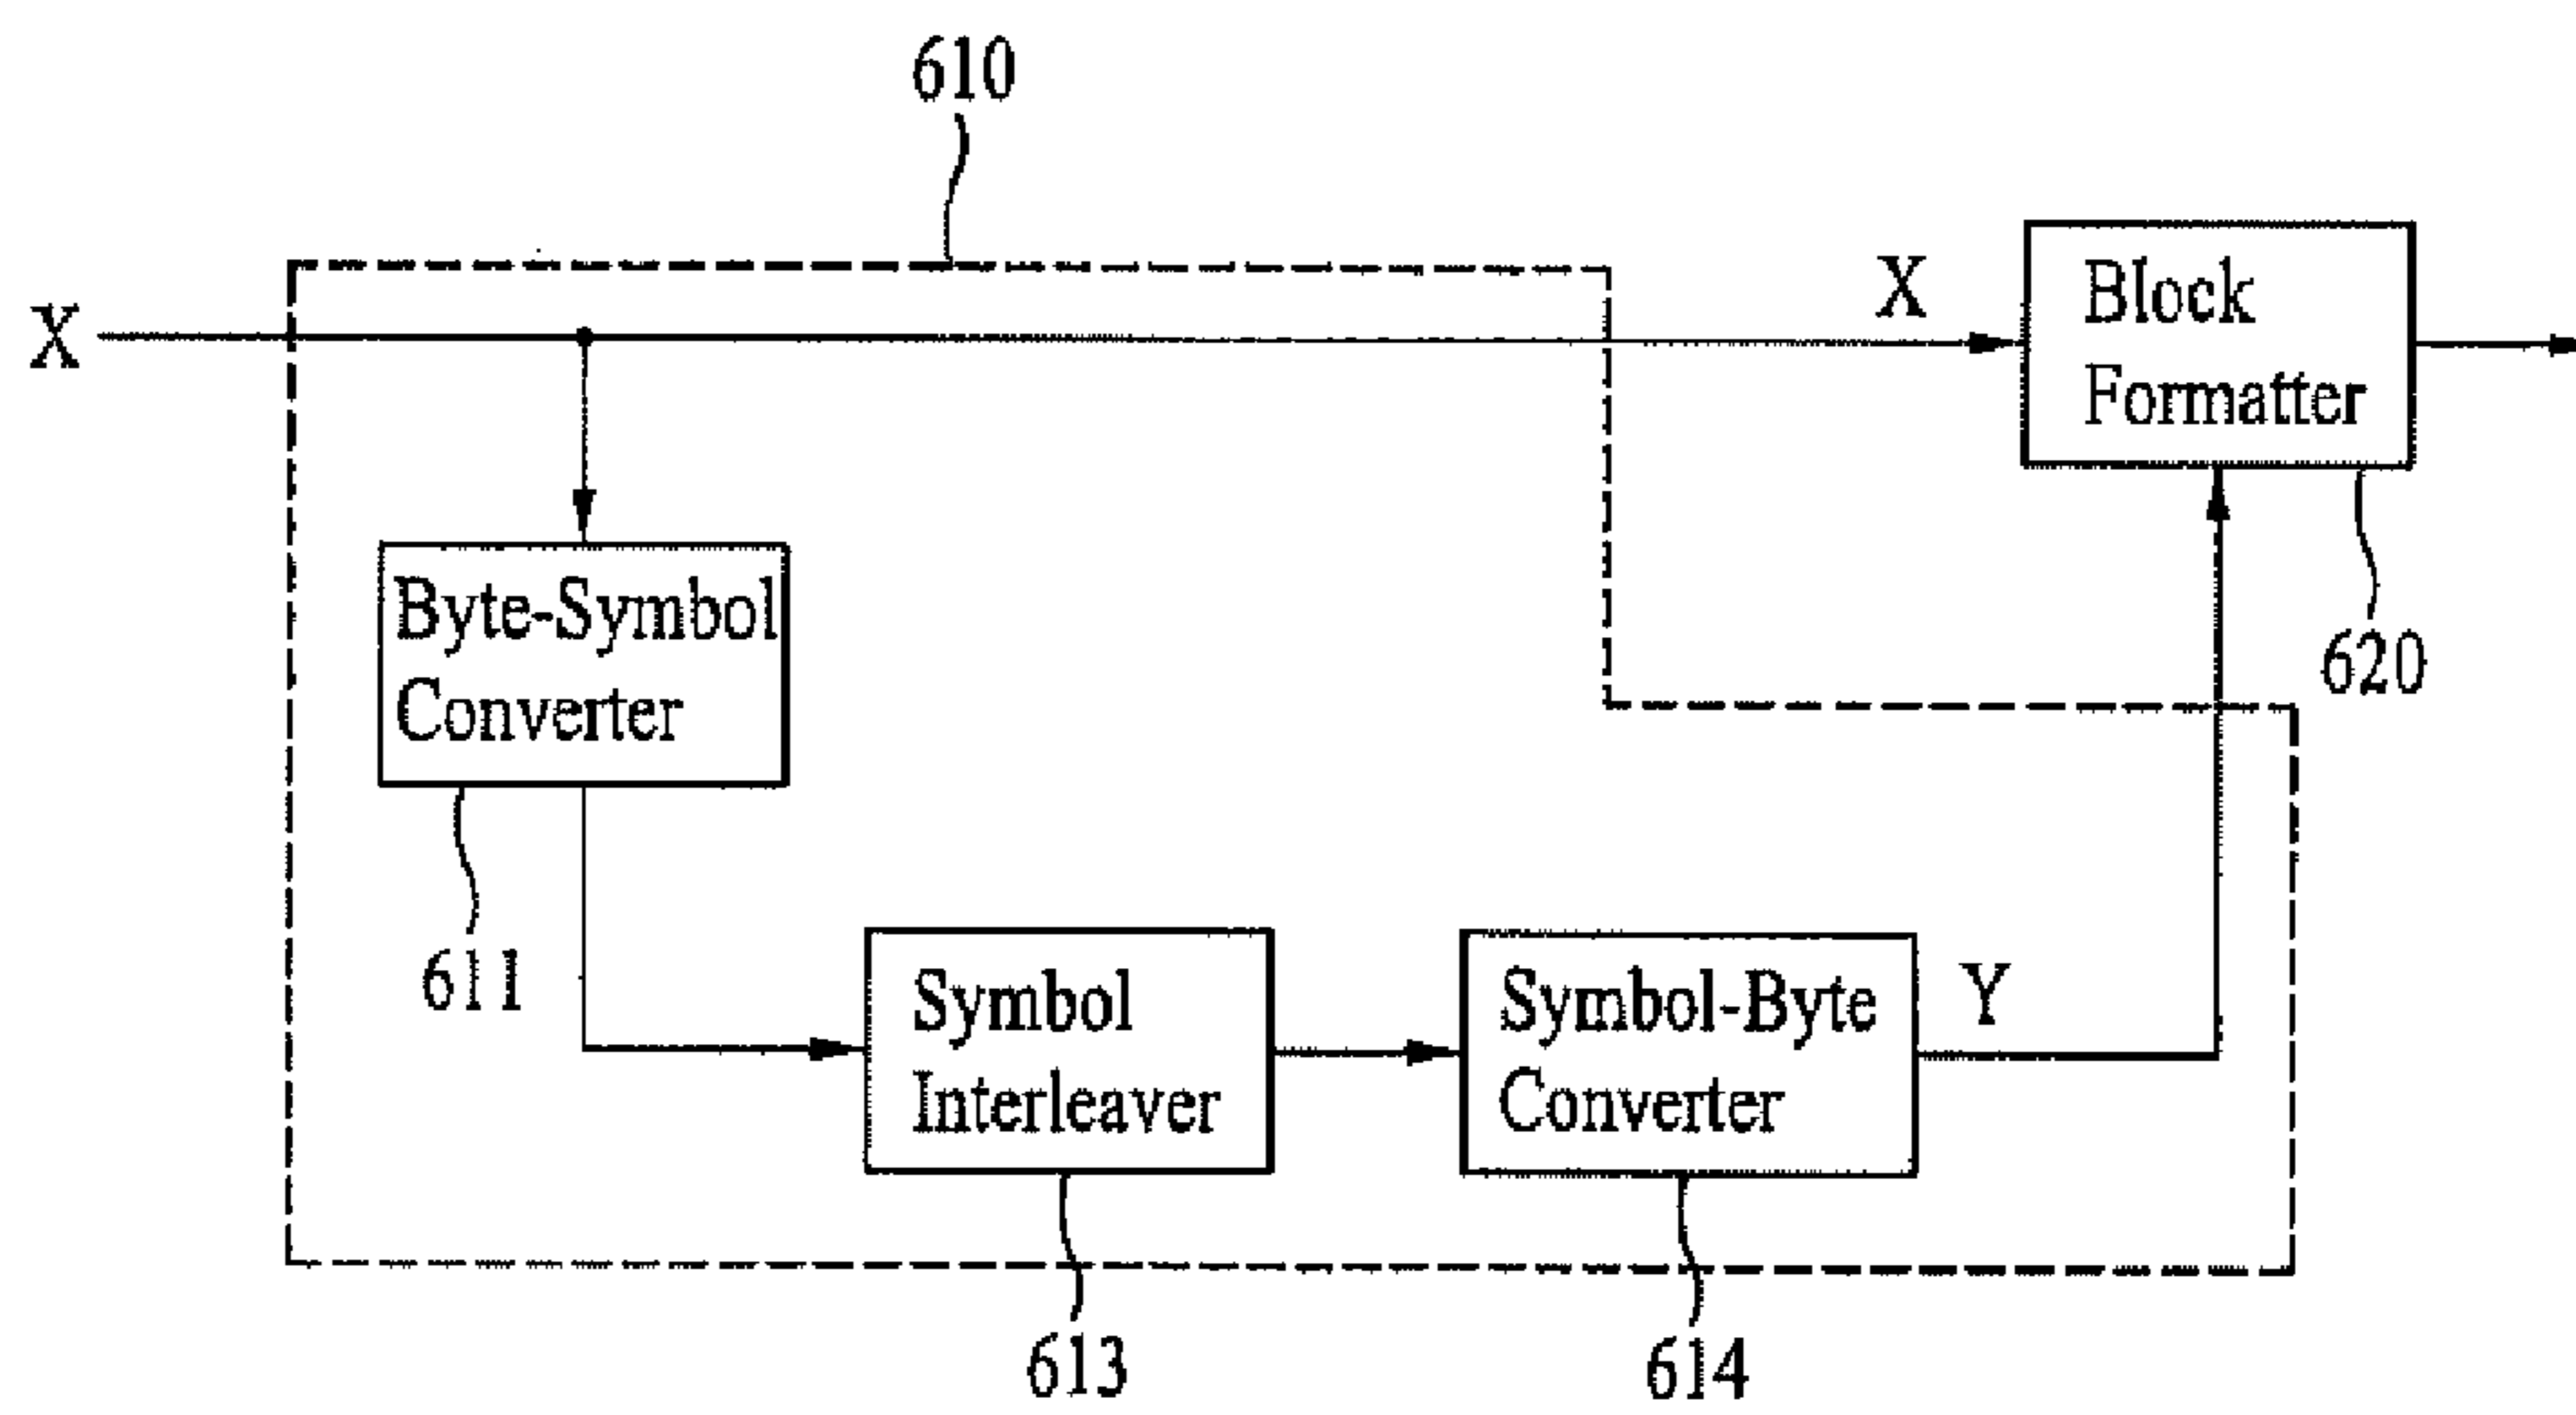 610
X
X
Block
Formatter
620
Byte-Symbol
Converter
611
Symbol
Interleaver
613
Symbol-Byte
Converter
614
Y